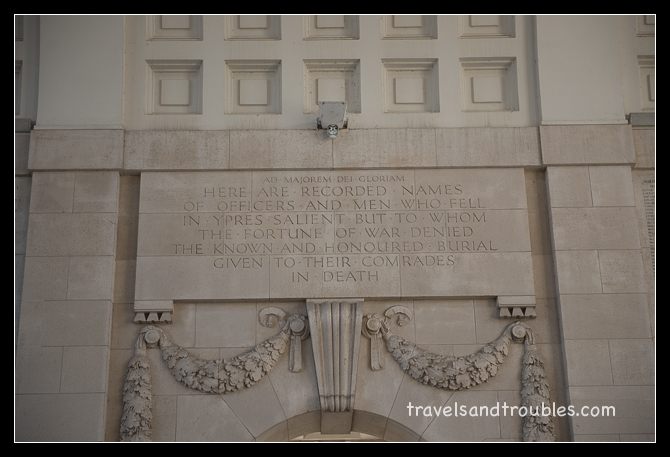 AD · MAJOREM · DEI · GLORIAM
HERE · ARE · RECORDED · NAMES
OF · OFFICERS · AND · MEN · WHO · FELL
IN · YPRES · SALIENT · BUT · TO · WHOM
THE · FORTUNE · OF · WAR · DENIED
THE · KNOWN · AND · HONOURED · BURIAL
GIVEN · TO · THEIR · COMRADES
IN · DEATH
travelsandtroubles.com